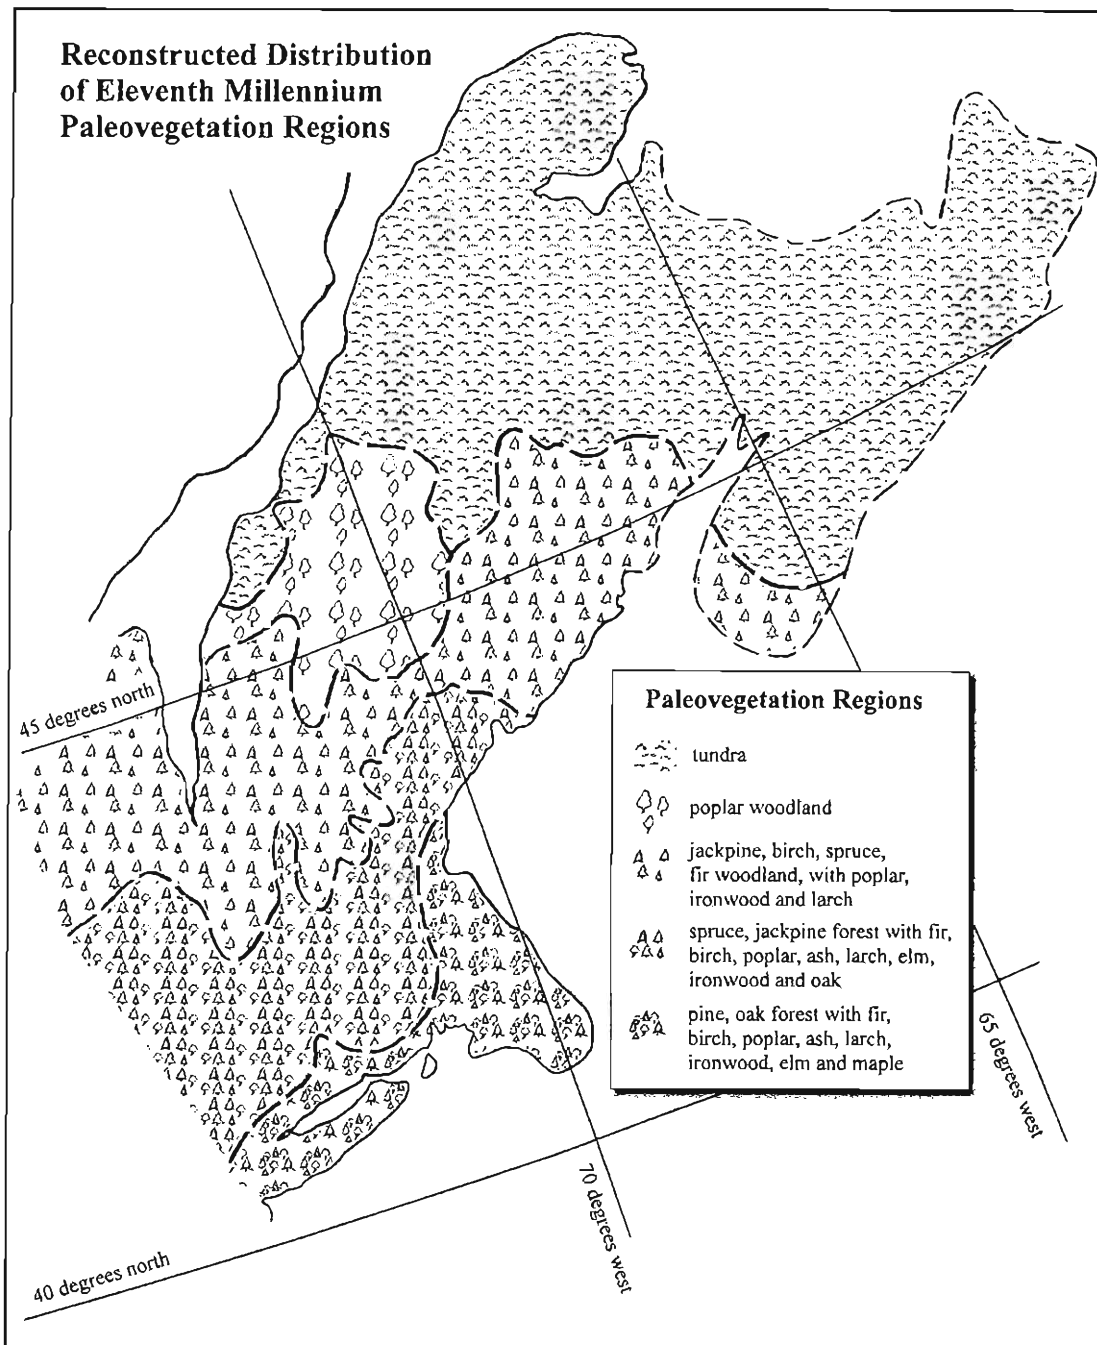 Reconstructed Distribution
of Eleventh Millennium
Paleovegetation Regions
45 degrees north
Paleovegetation Regions
tundra
poplar woodland
jackpine, birch, spruce,
fir woodland, with poplar,
ironwood and larch
spruce, jackpine forest with fir,
birch, poplar, ash, larch, elm,
ironwood and oak
pine, oak forest with fir,
birch, poplar, ash, larch,
ironwood, elm and maple
65 degrees west
70 degrees west
40 degrees north